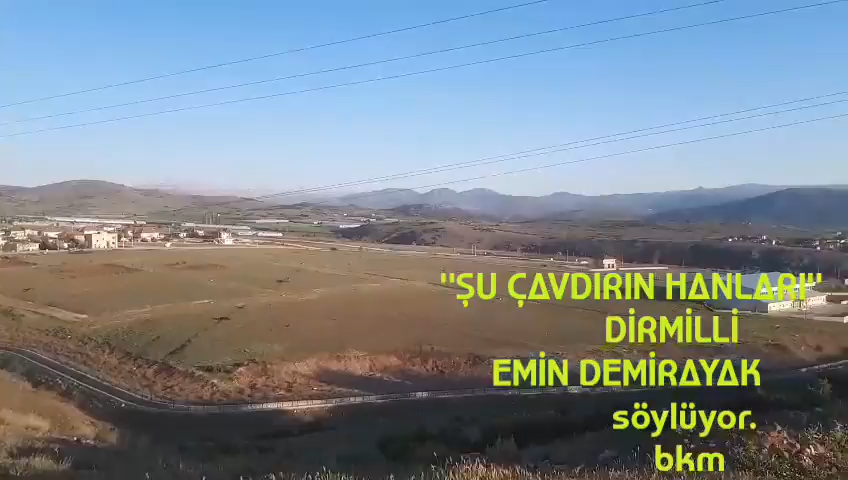 "ŞU ÇAVDIRIN HANLARI"
DİRMİLLİ
EMİN DEMİRAYAK
söylüyor.
bkm